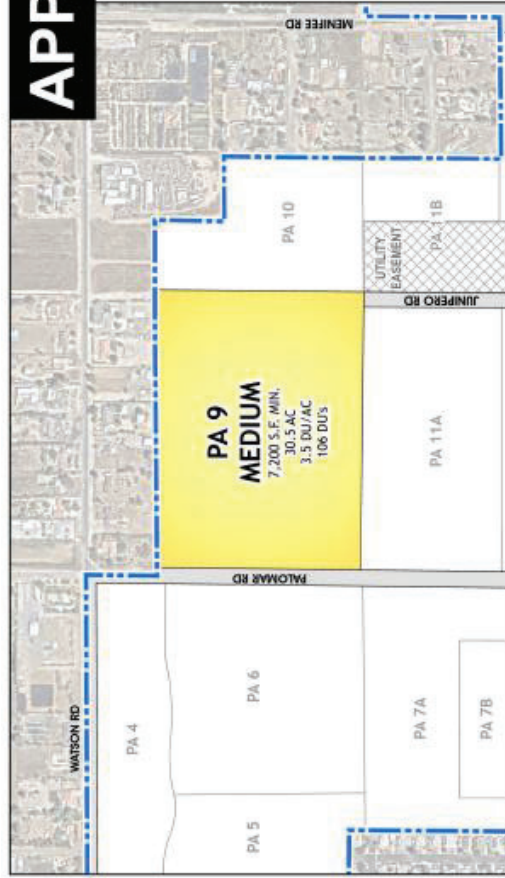 APP
MENIFEE RD
WATSON RD
PA 4
PA 5
PA 6
PALOMAR RD
PA 9
MEDIUM
7,200 S.F. MIN.
30.5 AC
3.5 DU/AC
106 DU's
PA 10
UTILITY
EASEMENT
PA 11B
JUNIPERO RD
PA 11A
PA 7A
PA 7B